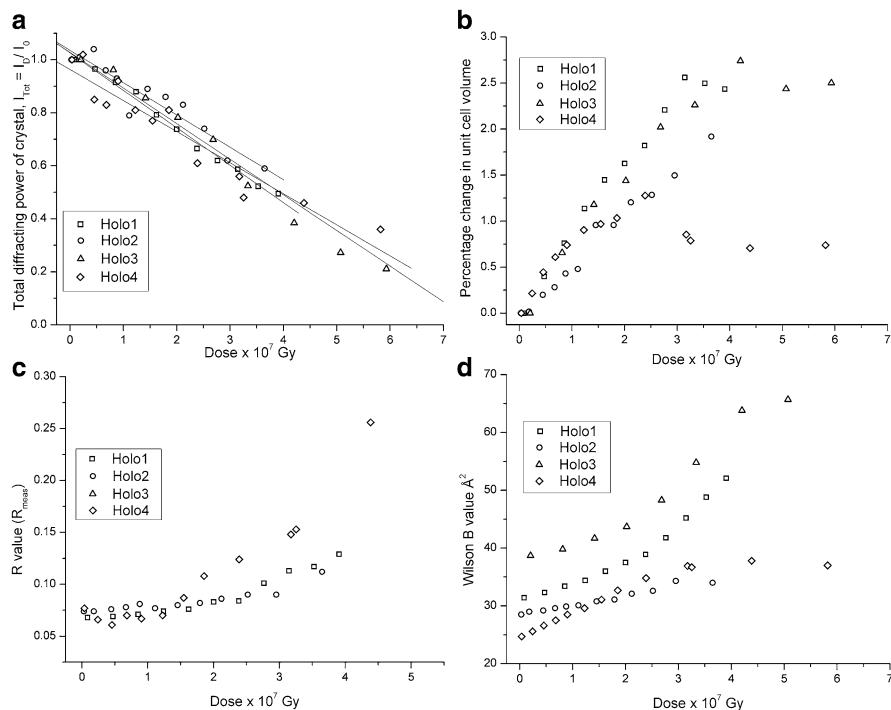 a
Total diffracting power of crystal, I_Tot = I_D / I_0
1.0
0.8
0.6
0.4
0.2
0.0
Holo1
Holo2
Holo3
Holo4
0 1 2 3 4 5 6 7
Dose x 10^7 Gy
b
Percentage change in unit cell volume
3.0
2.5
2.0
1.5
1.0
0.5
0.0
Holo1
Holo2
Holo3
Holo4
0 1 2 3 4 5 6 7
Dose x 10^7 Gy
c
R value (R_meas)
0.30
0.25
0.20
0.15
0.10
0.05
Holo1
Holo2
Holo3
Holo4
0 1 2 3 4 5
Dose x 10^7 Gy
d
Wilson B value Å^2
70
60
50
40
30
20
Holo1
Holo2
Holo3
Holo4
0 1 2 3 4 5 6 7
Dose x 10^7 Gy